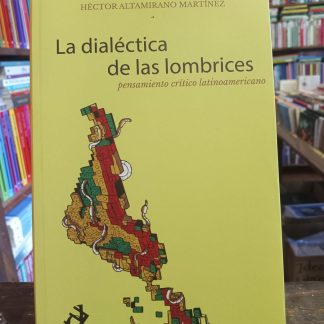 HÉCTOR ALTAMIRANO MARTÍNEZ
La dialéctica
de las lombrices
pensamiento crítico latinoamericano